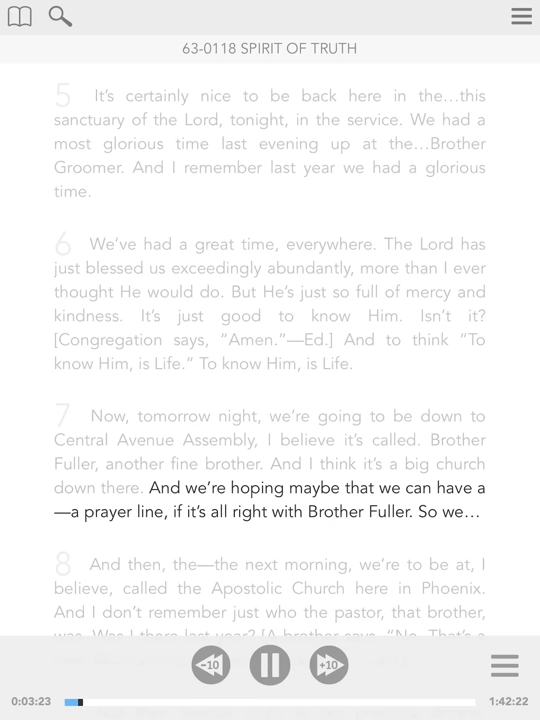 63-0118 SPIRIT OF TRUTH
5 It's certainly nice to be back here in the…this
sanctuary of the Lord, tonight, in the service. We had a
most glorious time last evening up at the…Brother
Groomer. And I remember last year we had a glorious
time.
6 We've had a great time, everywhere. The Lord has
just blessed us exceedingly abundantly, more than I ever
thought He would do. But He's just so full of mercy and
kindness. It's just good to know Him. Isn't it?
[Congregation says, "Amen."—Ed.] And to think "To
know Him, is Life." To know Him, is Life.
7 Now, tomorrow night, we're going to be down to
Central Avenue Assembly, I believe it's called. Brother
Fuller, another fine brother. And I think it's a big church
down there. And we're hoping maybe that we can have a
—a prayer line, if it's all right with Brother Fuller. So we…
8 And then, the—the next morning, we're to be at, I
believe, called the Apostolic Church here in Phoenix.
And I don't remember just who the pastor, that brother,
was. Was I there last year? [A brother says, "No. That's a
-10
+10
0:03:23
1:42:22